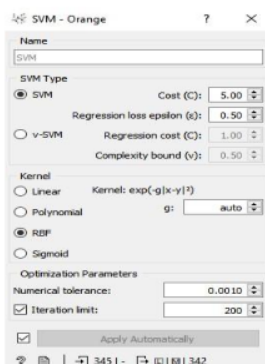 SVM - Orange ? ×
Name
SVM
SVM Type
SVM Cost (C): 5.00
Regression loss epsilon (ε): 0.50
v-SVM Regression cost (C): 1.00
Complexity bound (v): 0.50
Kernel
Linear Kernel: exp(-g|x-y|²)
Polynomial g: auto
RBF
Sigmoid
Optimization Parameters
Numerical tolerance: 0.0010
Iteration limit: 200
Apply Automatically
? 345 | - 342